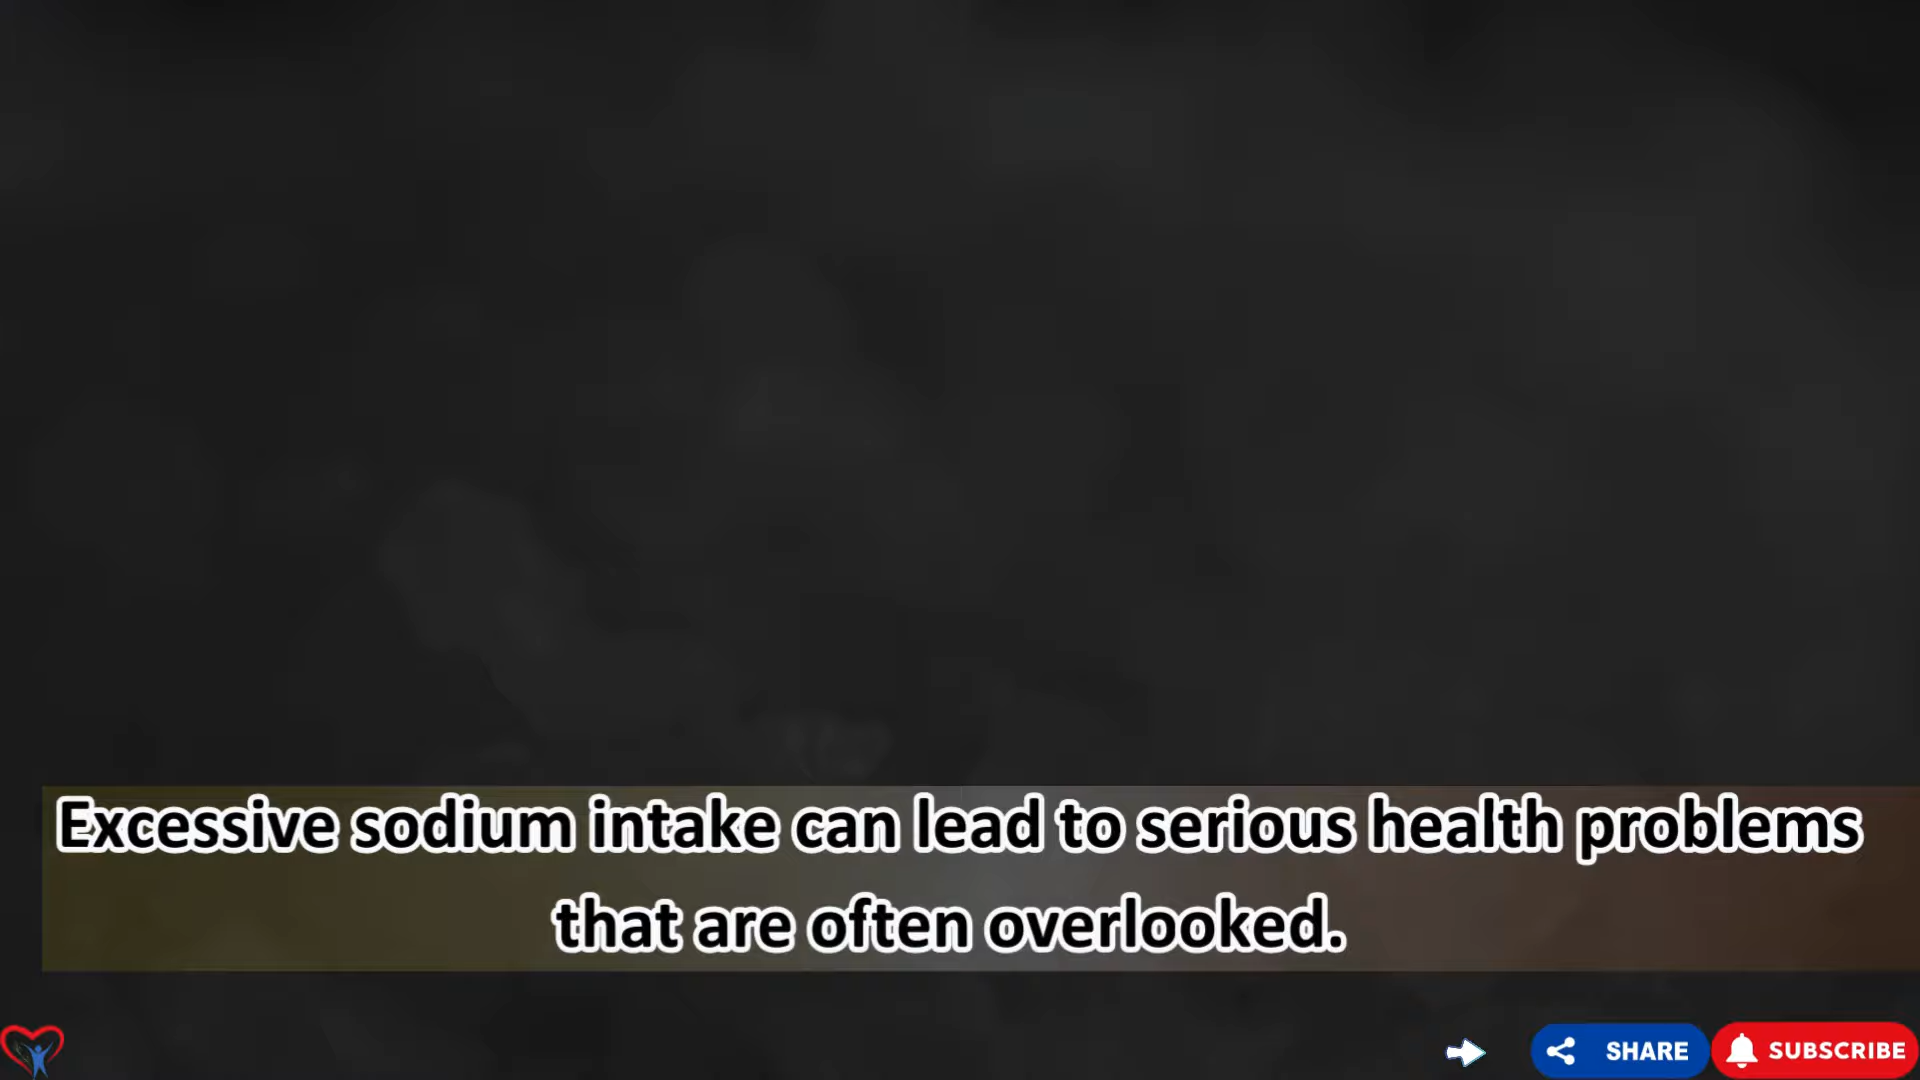 Excessive sodium intake can lead to serious health problems
that are often overlooked.
SHARE
SUBSCRIBE